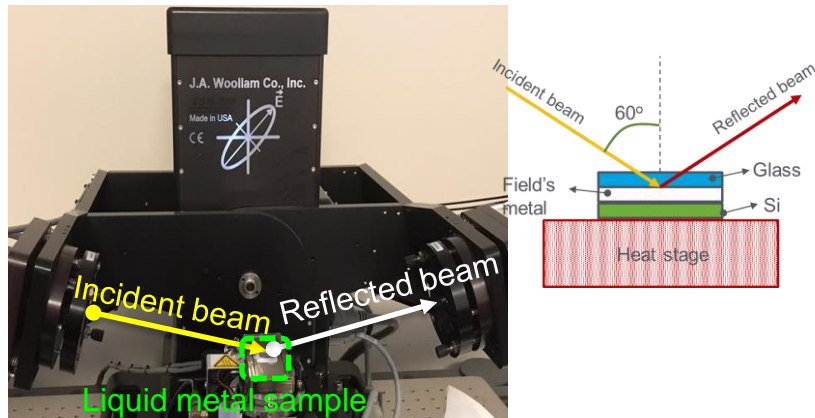 J.A. Woollam Co., Inc.
E
Made in USA
CE
Incident beam
Reflected beam
Liquid metal sample
Incident beam
Reflected beam
60°
Glass
Field's
metal
Si
Heat stage